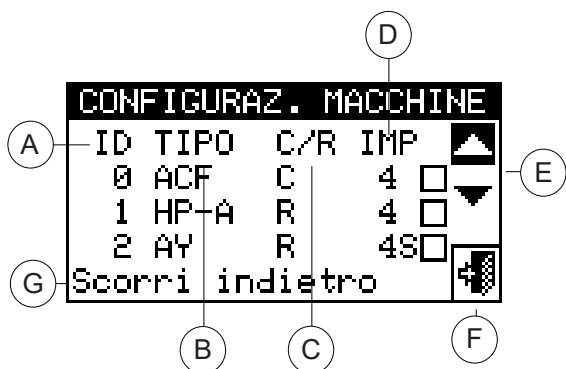 D
CONFIGURAZ. MACCHINE
A
ID TIPO C/R IMP
0 ACF C 4
E
1 HP-A R 4
2 AY R 4S
G
Scorri indietro
B
C
F